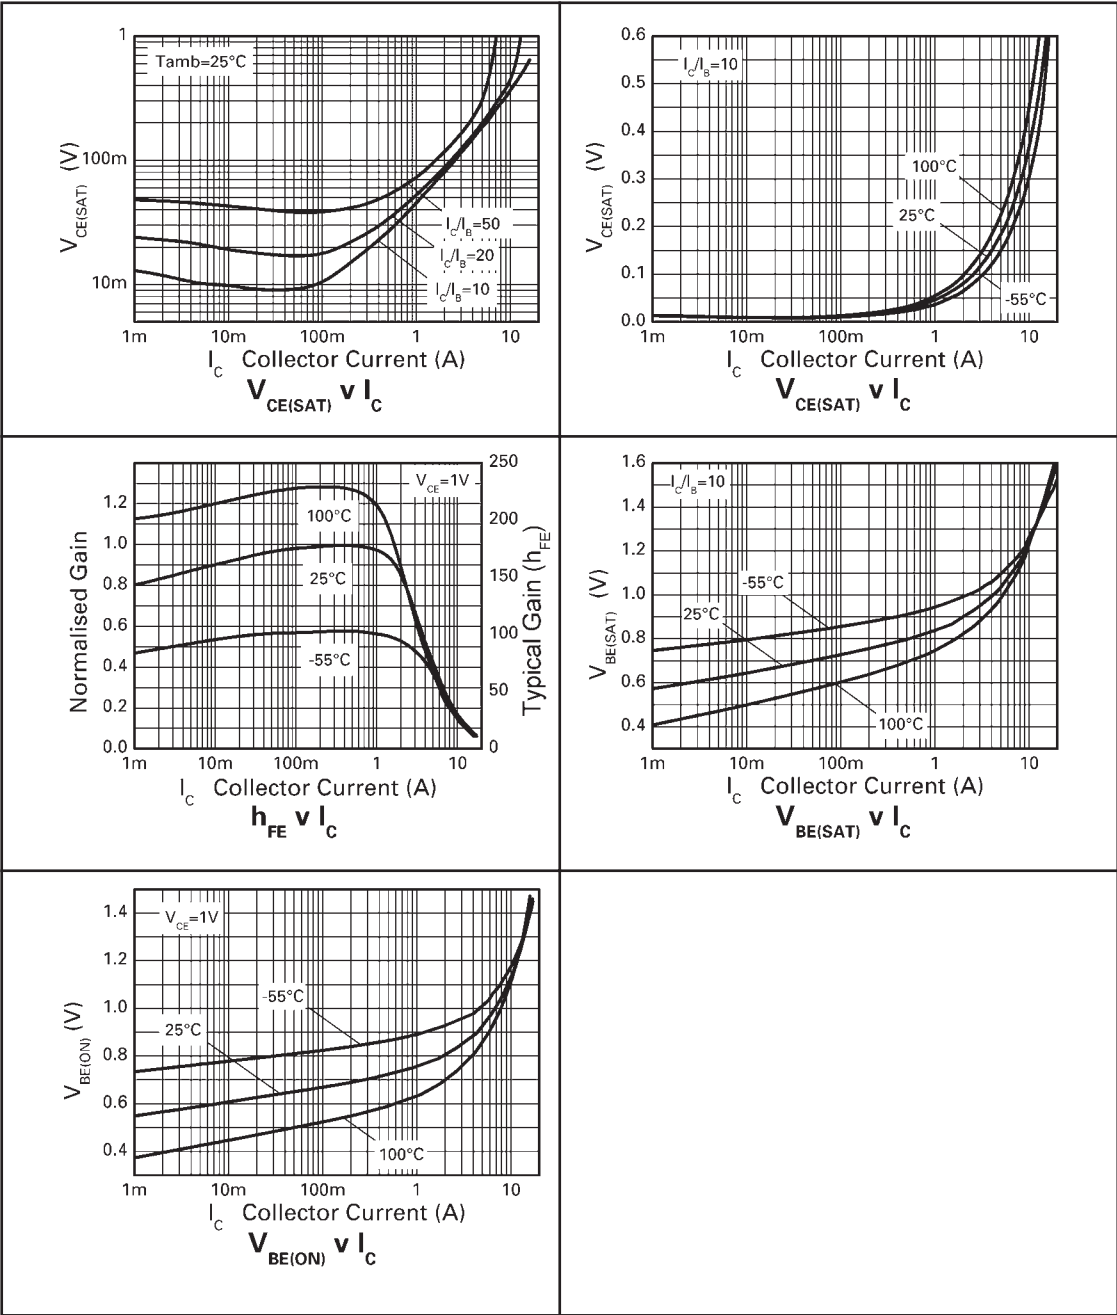 1
100m
10m
V_CE(SAT) (V)
Tamb=25°C
I_C/I_B=50
I_C/I_B=20
I_C/I_B=10
1m 10m 100m 1 10
I_C Collector Current (A)
V_CE(SAT) v I_C
0.6
0.5
0.4
0.3
0.2
0.1
0.0
V_CE(SAT) (V)
I_C/I_B=10
100°C
25°C
-55°C
1m 10m 100m 1 10
I_C Collector Current (A)
V_CE(SAT) v I_C
1.2
1.0
0.8
0.6
0.4
0.2
0.0
Normalised Gain
V_CE=1V
100°C
25°C
-55°C
250
200
150
100
50
0
Typical Gain (h_FE)
1m 10m 100m 1 10
I_C Collector Current (A)
h_FE v I_C
1.6
1.4
1.2
1.0
0.8
0.6
0.4
V_BE(SAT) (V)
I_C/I_B=10
-55°C
25°C
100°C
1m 10m 100m 1 10
I_C Collector Current (A)
V_BE(SAT) v I_C
1.4
1.2
1.0
0.8
0.6
0.4
V_BE(ON) (V)
V_CE=1V
-55°C
25°C
100°C
1m 10m 100m 1 10
I_C Collector Current (A)
V_BE(ON) v I_C